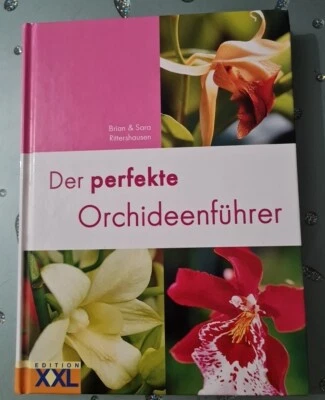 Brian & Sara
Rittershausen
Der perfekte
Orchideenführer
EDITION
XXL